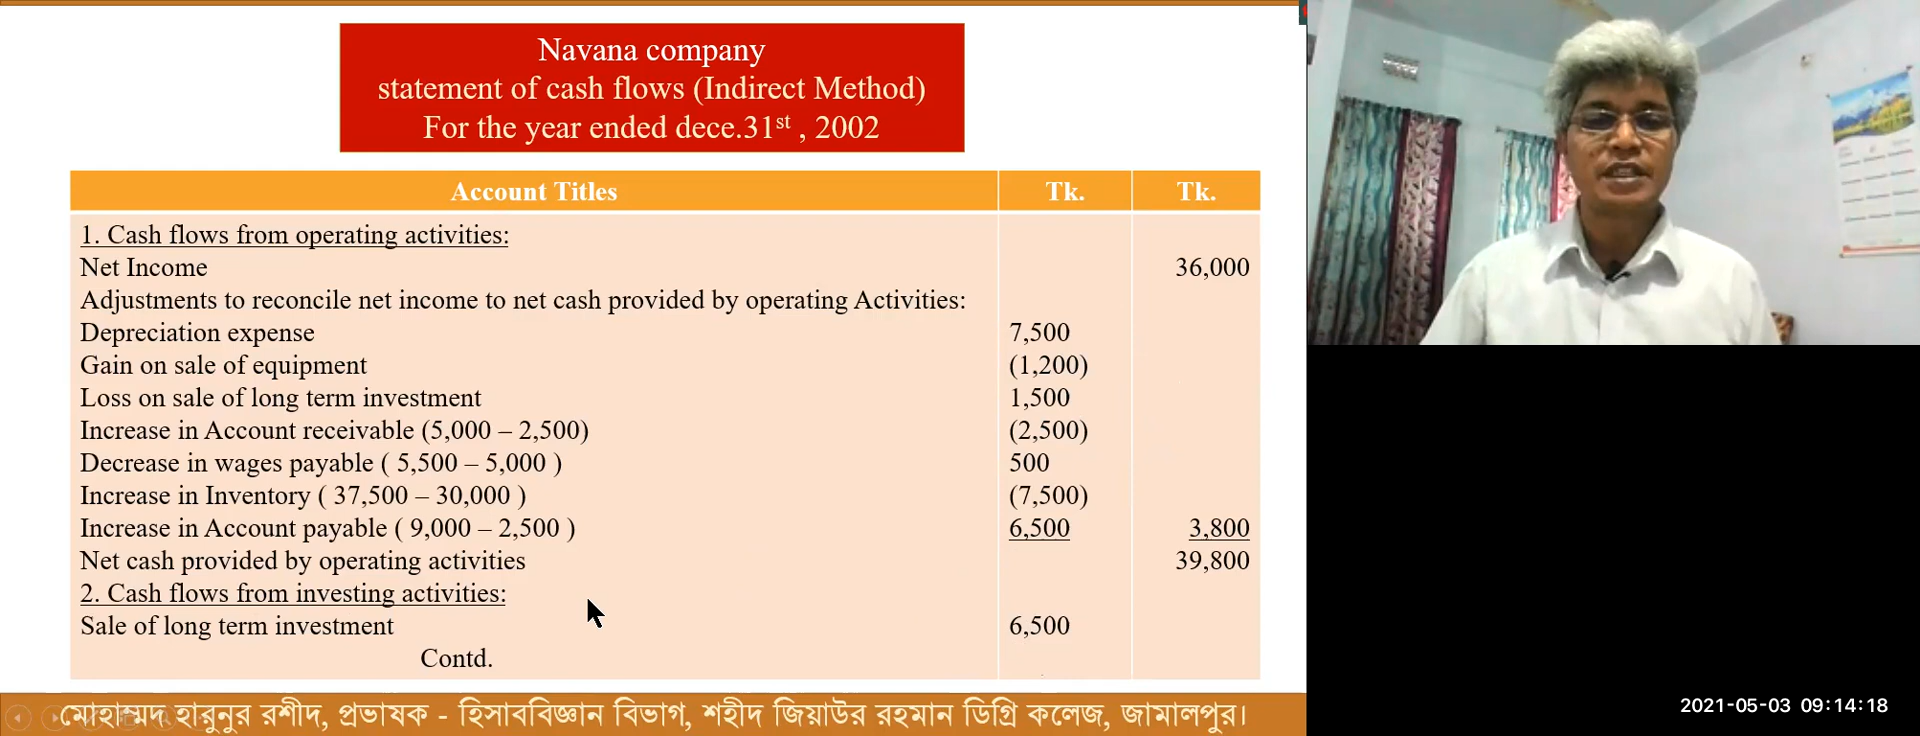 Navana company
statement of cash flows (Indirect Method)
For the year ended dece.31st , 2002
Account Titles Tk. Tk.
1. Cash flows from operating activities:
Net Income 36,000
Adjustments to reconcile net income to net cash provided by operating Activities:
Depreciation expense 7,500
Gain on sale of equipment (1,200)
Loss on sale of long term investment 1,500
Increase in Account receivable (5,000 – 2,500) (2,500)
Decrease in wages payable ( 5,500 – 5,000 ) 500
Increase in Inventory ( 37,500 – 30,000 ) (7,500)
Increase in Account payable ( 9,000 – 2,500 ) 6,500 3,800
Net cash provided by operating activities 39,800
2. Cash flows from investing activities:
Sale of long term investment 6,500
Contd.
মোহাম্মদ হারুনুর রশীদ, প্রভাষক - হিসাববিজ্ঞান বিভাগ, শহীদ জিয়াউর রহমান ডিগ্রি কলেজ, জামালপুর।
2021-05-03 09:14:18